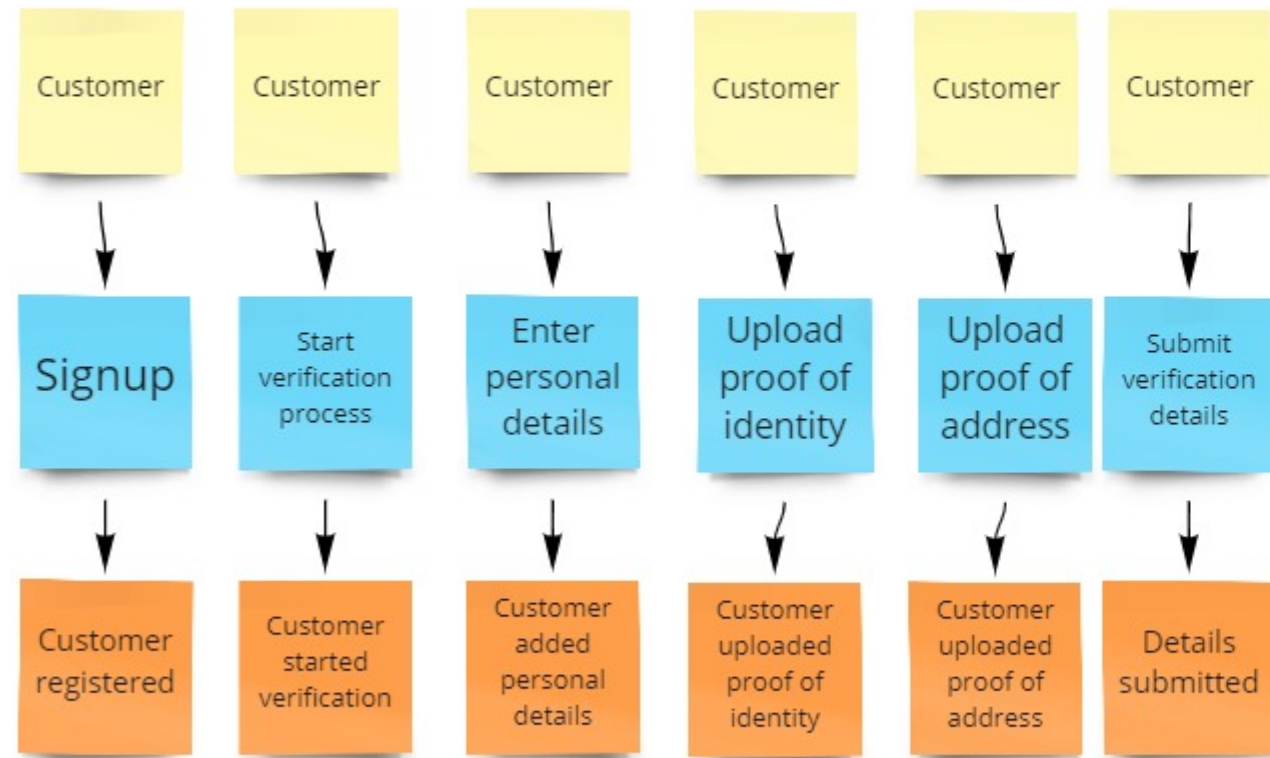 Customer
Customer
Customer
Customer
Customer
Customer
Signup
Start
verification
process
Enter
personal
details
Upload
proof of
identity
Upload
proof of
address
Submit
verification
details
Customer
registered
Customer
started
verification
Customer
added
personal
details
Customer
uploaded
proof of
identity
Customer
uploaded
proof of
address
Details
submitted